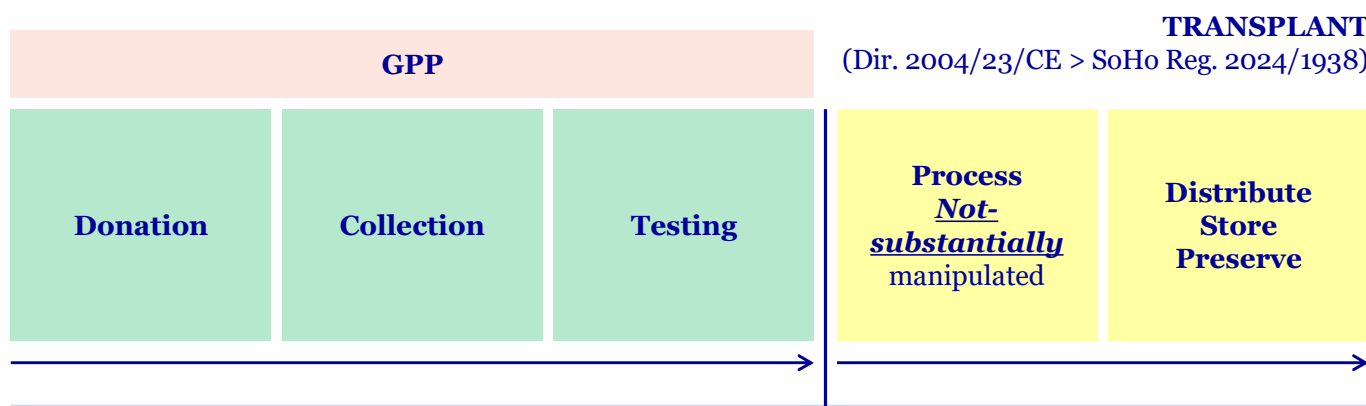 TRANSPLANT
(Dir. 2004/23/CE > SoHo Reg. 2024/1938)
GPP
Donation
Collection
Testing
Process
Not-
substantially
manipulated
Distribute
Store
Preserve